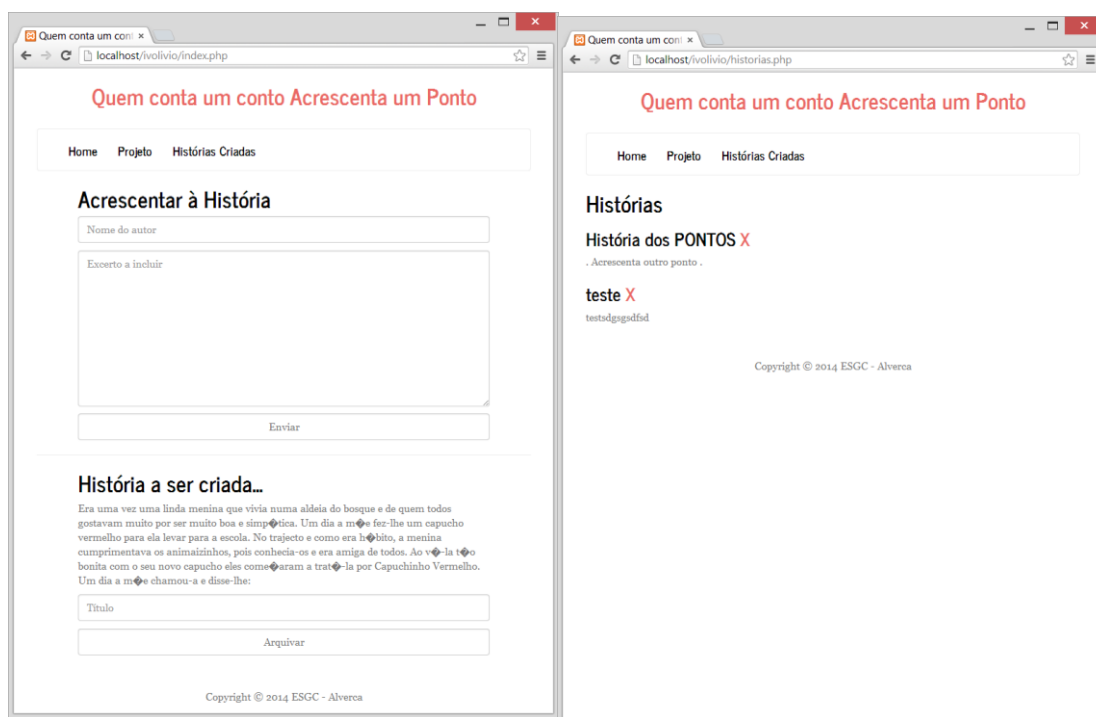 Quem conta um cont
localhost/ivolivio/index.php
Quem conta um conto Acrescenta um Ponto
Home Projeto Histórias Criadas
Acrescentar à História
Nome do autor
Excerto a incluir
Enviar
História a ser criada...
Era uma vez uma linda menina que vivia numa aldeia do bosque e de quem todos
gostavam muito por ser muito boa e simp�tica. Um dia a m�e fez-lhe um capucho
vermelho para ela levar para a escola. No trajecto e como era h�bito, a menina
cumprimentava os animaizinhos, pois conhecia-os e era amiga de todos. Ao v�-la t�o
bonita com o seu novo capucho eles come�aram a trat�-la por Capuchinho Vermelho.
Um dia a m�e chamou-a e disse-lhe:
Título
Arquivar
Copyright © 2014 ESGC - Alverca
Quem conta um cont
localhost/ivolivio/historias.php
Quem conta um conto Acrescenta um Ponto
Home Projeto Histórias Criadas
Histórias
História dos PONTOS X
. Acrescenta outro ponto .
teste X
testsdgsgsdfsd
Copyright © 2014 ESGC - Alverca